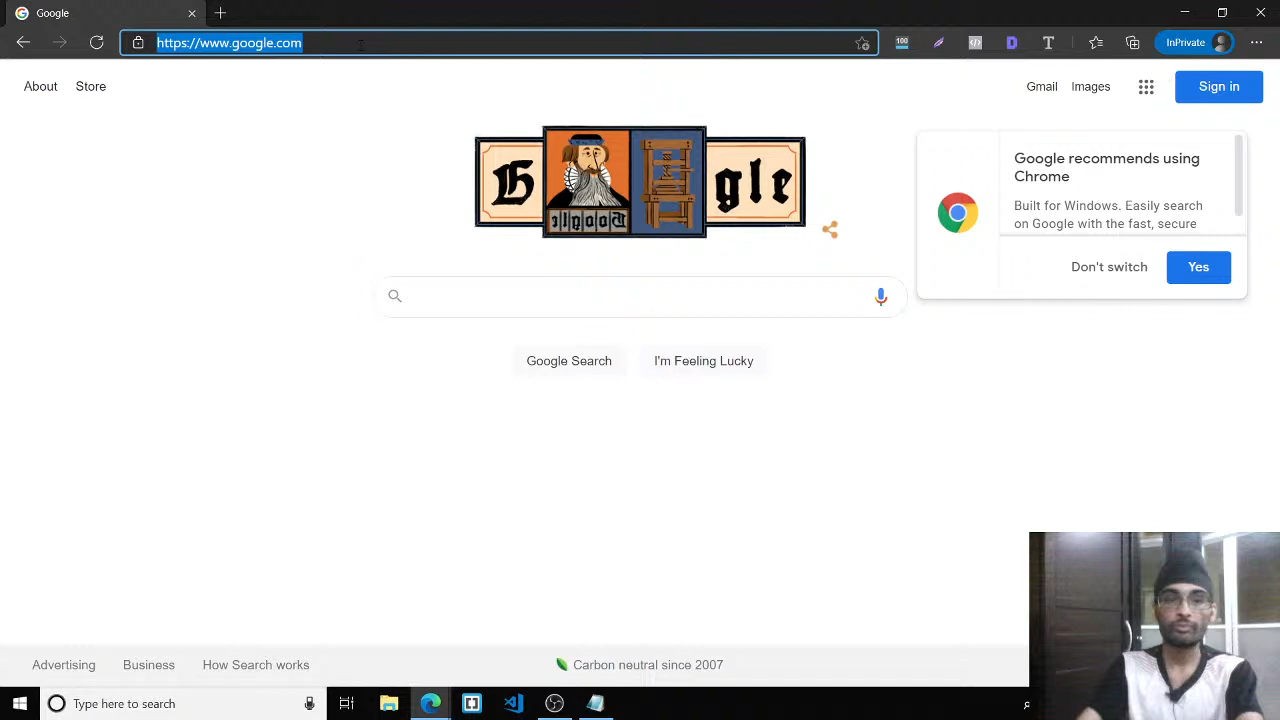 Google
https://www.google.com
100
D
T
InPrivate
About
Store
Gmail
Images
Sign in
G
gle
Google recommends using
Chrome
Built for Windows. Easily search
on Google with the fast, secure
Don't switch
Yes
Google Search
I'm Feeling Lucky
Advertising
Business
How Search works
Carbon neutral since 2007
Type here to search